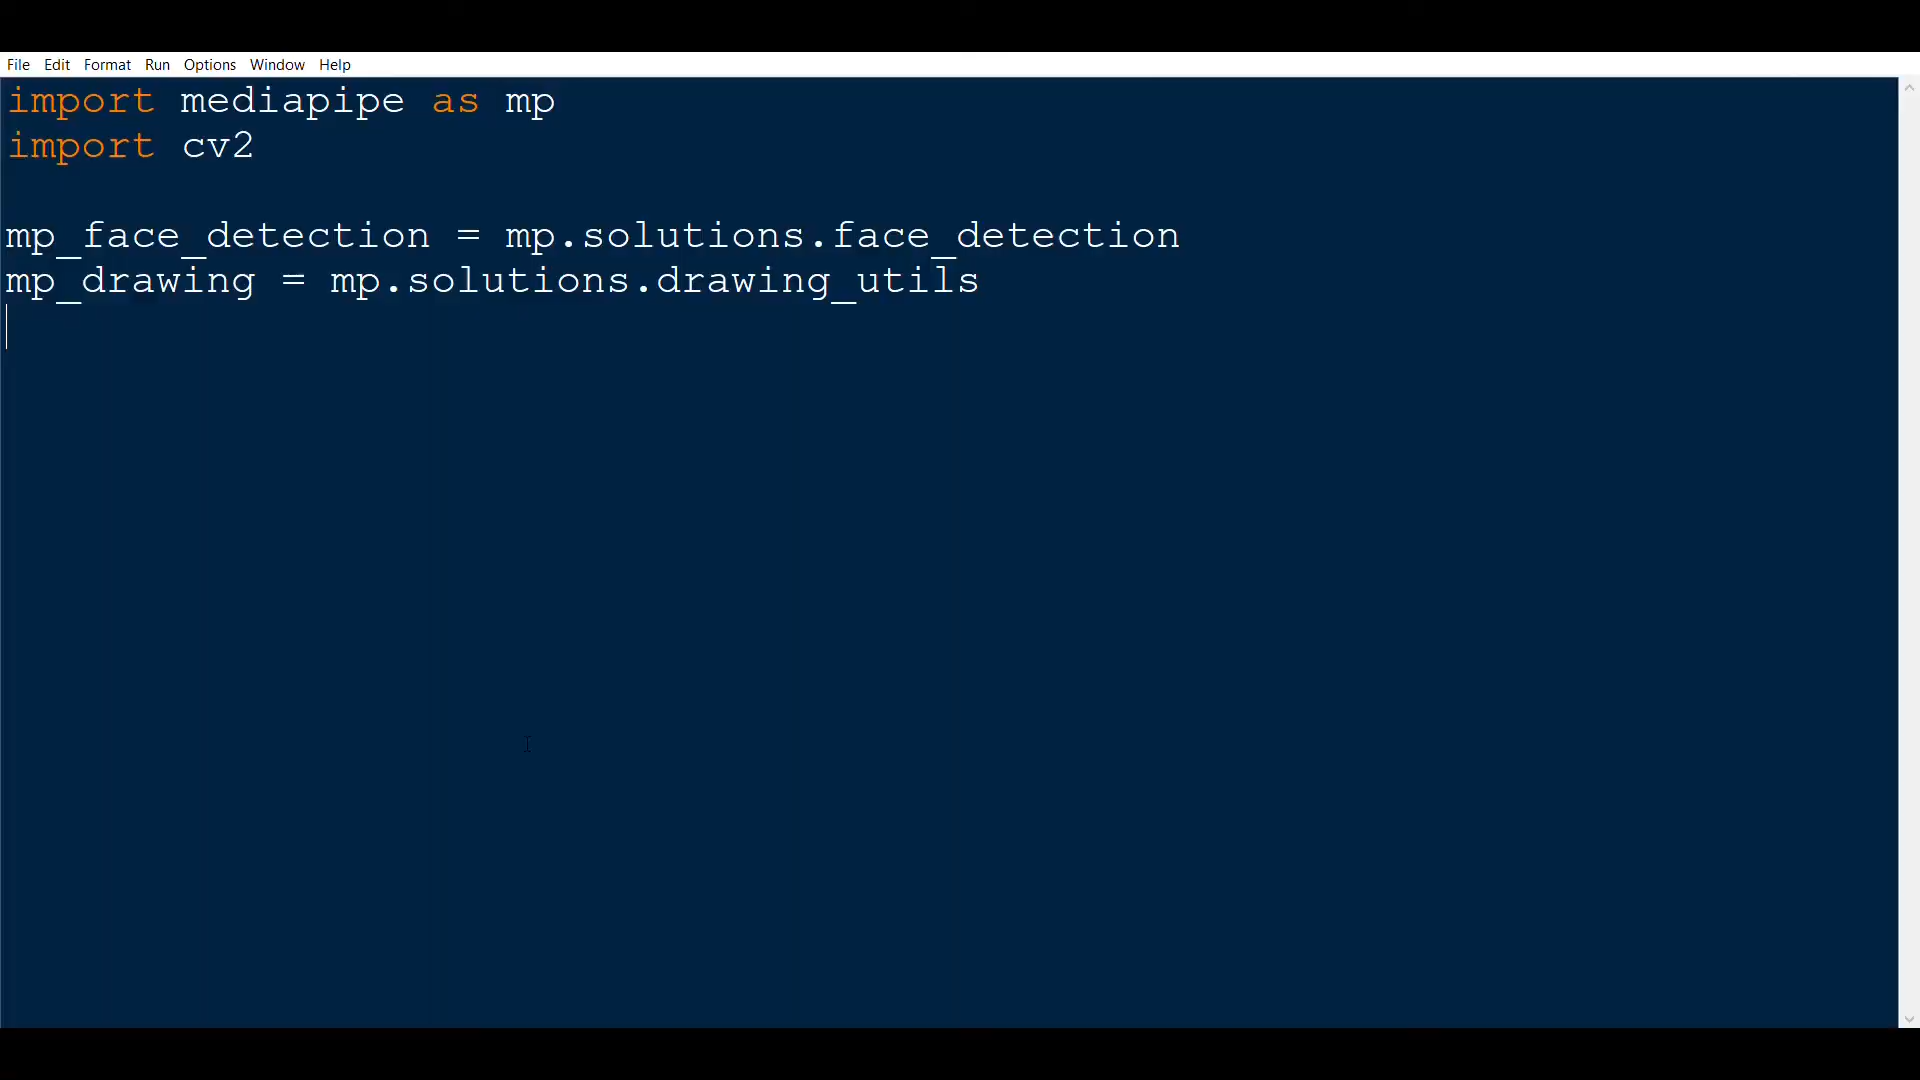 File Edit Format Run Options Window Help
import mediapipe as mp
import cv2
mp_face_detection = mp.solutions.face_detection
mp_drawing = mp.solutions.drawing_utils